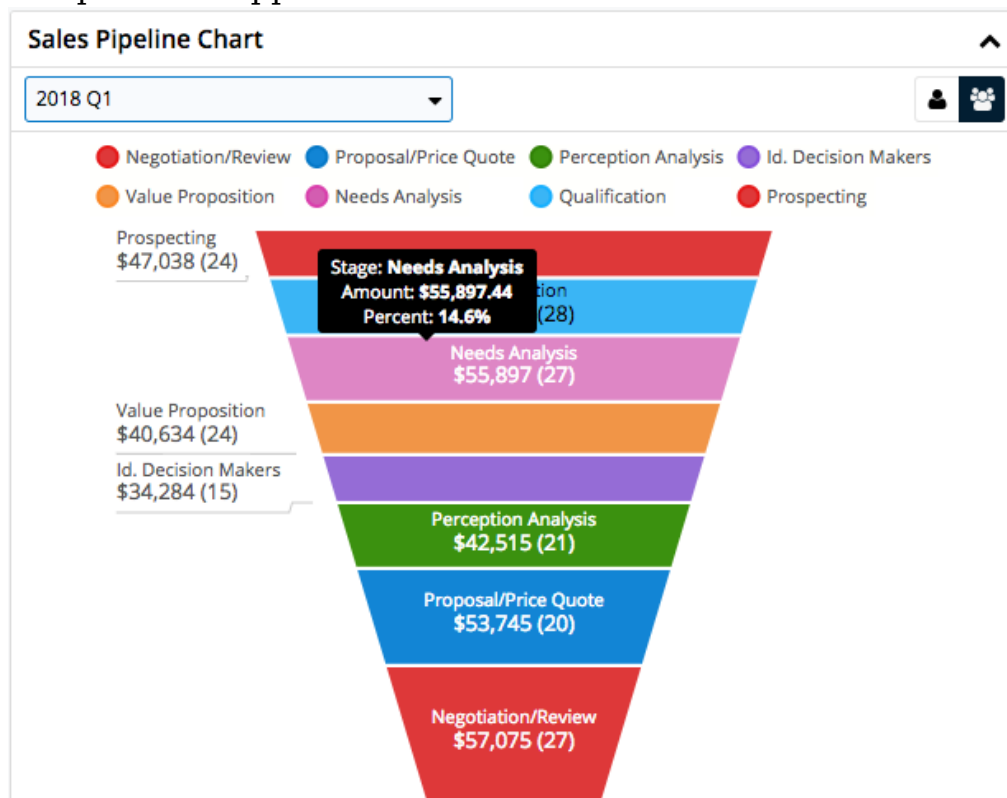 Sales Pipeline Chart
2018 Q1
Negotiation/Review Proposal/Price Quote Perception Analysis Id. Decision Makers
Value Proposition Needs Analysis Qualification Prospecting
Prospecting
$47,038 (24)
Stage: Needs Analysis
Amount: $55,897.44
Percent: 14.6%
(28)
Needs Analysis
$55,897 (27)
Value Proposition
$40,634 (24)
Id. Decision Makers
$34,284 (15)
Perception Analysis
$42,515 (21)
Proposal/Price Quote
$53,745 (20)
Negotiation/Review
$57,075 (27)